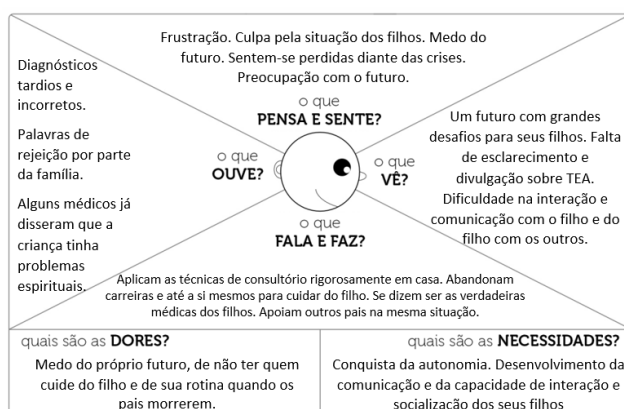 Frustração. Culpa pela situação dos filhos. Medo do
futuro. Sentem-se perdidas diante das crises.
Preocupação com o futuro.
o que
PENSA E SENTE?
Diagnósticos
tardios e
incorretos.
Palavras de
rejeição por parte
da família.
Alguns médicos já
disseram que a
criança tinha
problemas
espirituais.
o que
OUVE?
o que
VÊ?
Um futuro com grandes
desafios para seus filhos. Falta
de esclarecimento e
divulgação sobre TEA.
Dificuldade na interação e
comunicação com o filho e do
filho com os outros.
o que
FALA E FAZ?
Aplicam as técnicas de consultório rigorosamente em casa. Abandonam
carreiras e até a si mesmos para cuidar do filho. Se dizem ser as verdadeiras
médicas dos filhos. Apoiam outros pais na mesma situação.
quais são as DORES?
Medo do próprio futuro, de não ter quem
cuide do filho e de sua rotina quando os
pais morrerem.
quais são as NECESSIDADES?
Conquista da autonomia. Desenvolvimento da
comunicação e da capacidade de interação e
socialização dos seus filhos